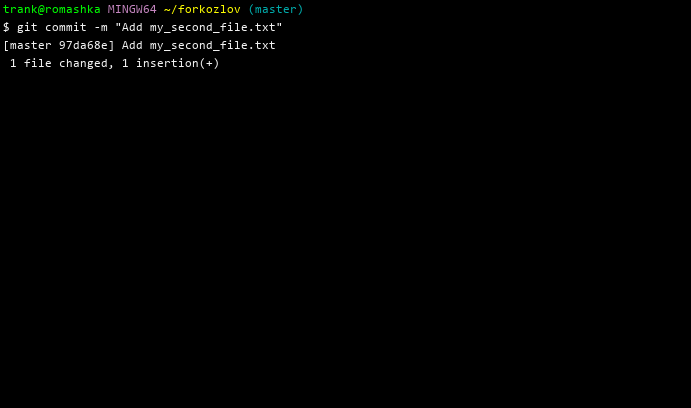 trank@romashka MINGW64 ~/forkozlov (master)
$ git commit -m "Add my_second_file.txt"
[master 97da68e] Add my_second_file.txt
 1 file changed, 1 insertion(+)